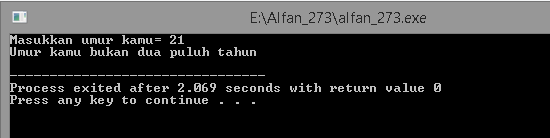 E:\Alfan_273\alfan_273.exe
Masukkan umur kamu= 21
Umur kamu bukan dua puluh tahun
--------------------------------
Process exited after 2.069 seconds with return value 0
Press any key to continue . . .